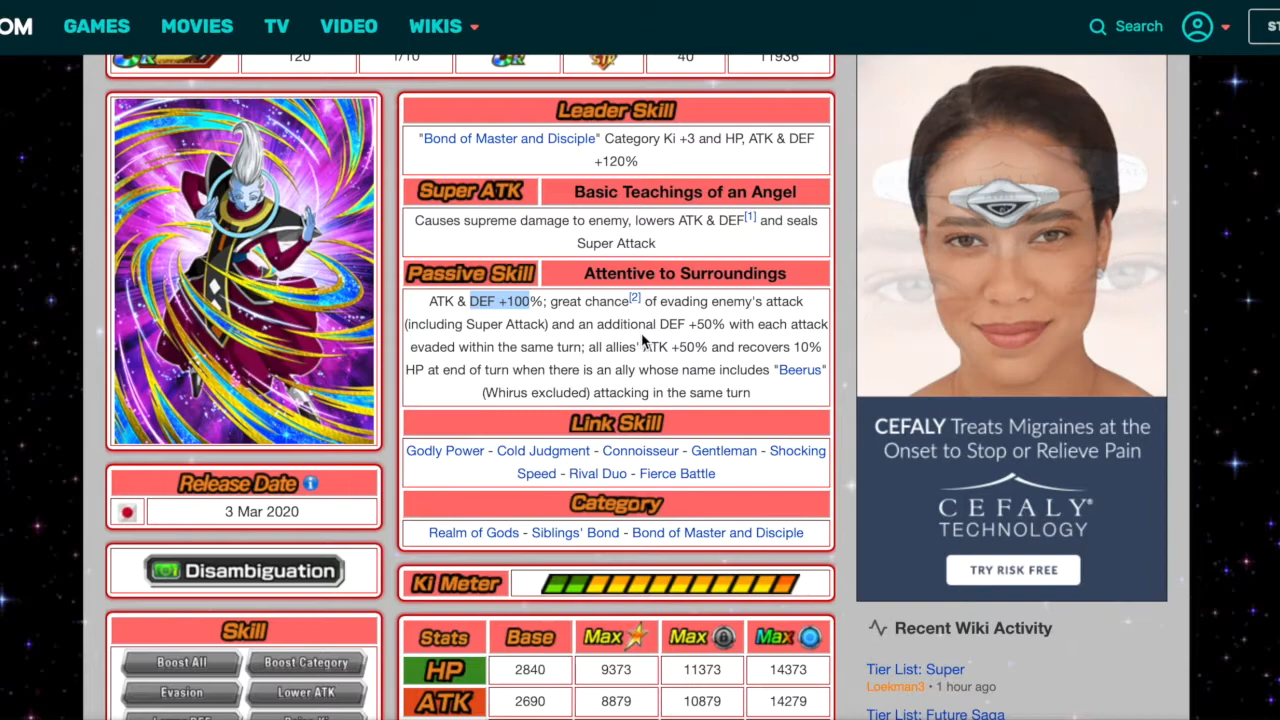 OM GAMES MOVIES TV VIDEO WIKIS Search ST
120 1/10 40 11936
Leader Skill
"Bond of Master and Disciple" Category Ki +3 and HP, ATK & DEF
+120%
Super ATK Basic Teachings of an Angel
Causes supreme damage to enemy, lowers ATK & DEF[1] and seals
Super Attack
Passive Skill Attentive to Surroundings
ATK & DEF +100%; great chance[2] of evading enemy's attack
(including Super Attack) and an additional DEF +50% with each attack
evaded within the same turn; all allies' ATK +50% and recovers 10%
HP at end of turn when there is an ally whose name includes "Beerus"
(Whirus excluded) attacking in the same turn
Link Skill
Godly Power - Cold Judgment - Connoisseur - Gentleman - Shocking
Speed - Rival Duo - Fierce Battle
Category
Realm of Gods - Siblings' Bond - Bond of Master and Disciple
Ki Meter
Stats Base Max Max Max
HP 2840 9373 11373 14373
ATK 2690 8879 10879 14279
Release Date
3 Mar 2020
Disambiguation
Skill
Boost All Boost Category
Evasion Lower ATK
CEFALY Treats Migraines at the
Onset to Stop or Relieve Pain
CEFALY®
TECHNOLOGY
TRY RISK FREE
Recent Wiki Activity
Tier List: Super
Loekman3 • 1 hour ago
Tier List: Future Saga